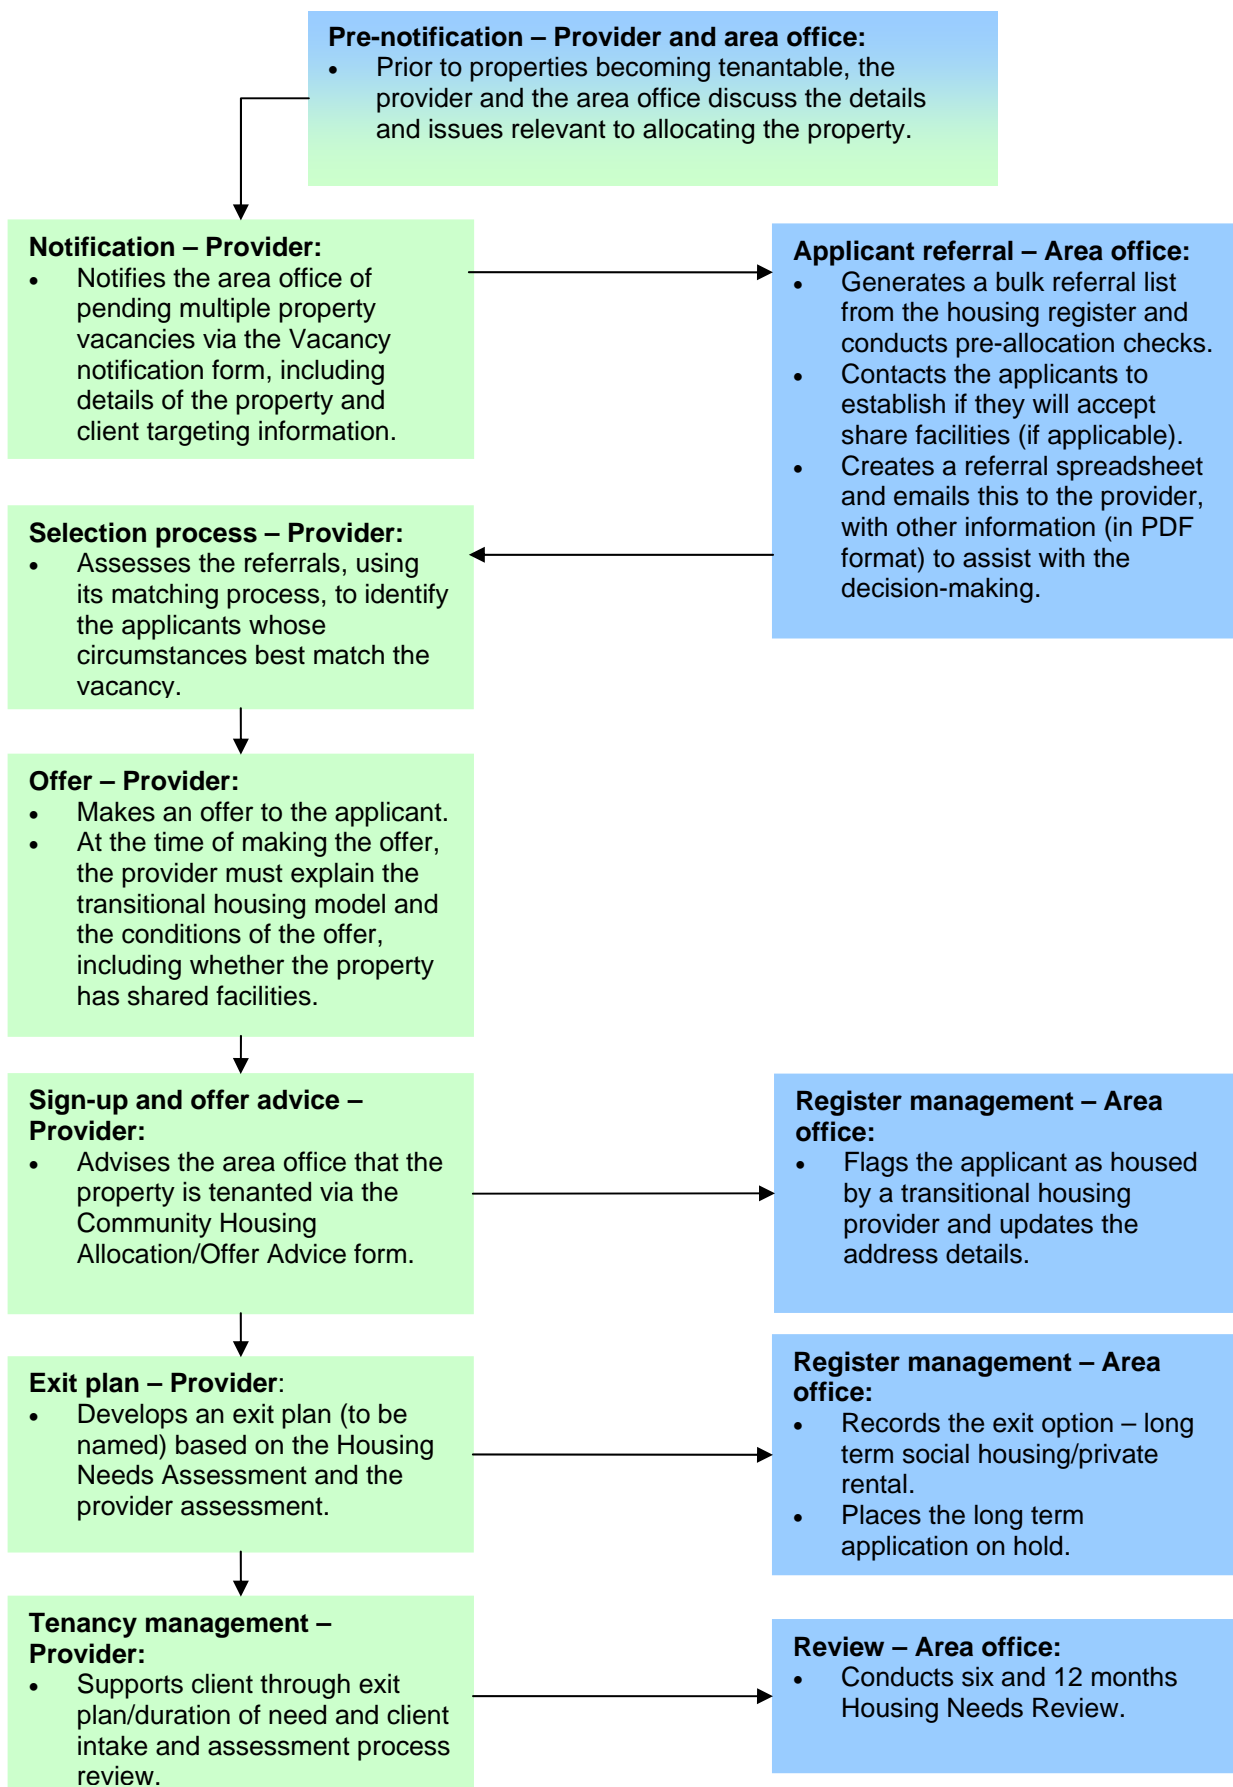 Pre-notification – Provider and area office:
• Prior to properties becoming tenantable, the
provider and the area office discuss the details
and issues relevant to allocating the property.
Notification – Provider:
• Notifies the area office of
pending multiple property
vacancies via the Vacancy
notification form, including
details of the property and
client targeting information.
Applicant referral – Area office:
• Generates a bulk referral list
from the housing register and
conducts pre-allocation checks.
• Contacts the applicants to
establish if they will accept
share facilities (if applicable).
• Creates a referral spreadsheet
and emails this to the provider,
with other information (in PDF
format) to assist with the
decision-making.
Selection process – Provider:
• Assesses the referrals, using
its matching process, to identify
the applicants whose
circumstances best match the
vacancy.
Offer – Provider:
• Makes an offer to the applicant.
• At the time of making the offer,
the provider must explain the
transitional housing model and
the conditions of the offer,
including whether the property
has shared facilities.
Sign-up and offer advice –
Provider:
• Advises the area office that the
property is tenanted via the
Community Housing
Allocation/Offer Advice form.
Register management – Area
office:
• Flags the applicant as housed
by a transitional housing
provider and updates the
address details.
Exit plan – Provider:
• Develops an exit plan (to be
named) based on the Housing
Needs Assessment and the
provider assessment.
Register management – Area
office:
• Records the exit option – long
term social housing/private
rental.
• Places the long term
application on hold.
Tenancy management –
Provider:
• Supports client through exit
plan/duration of need and client
intake and assessment process
review.
Review – Area office:
• Conducts six and 12 months
Housing Needs Review.